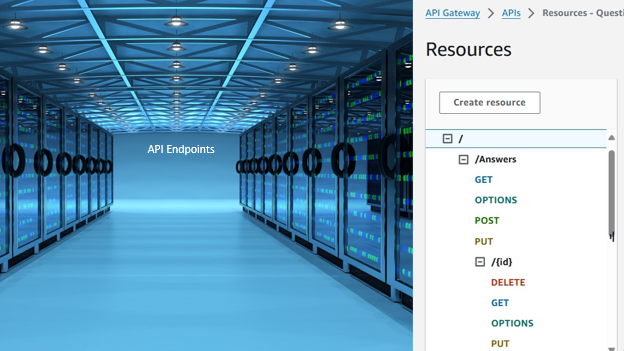 API Endpoints
API Gateway > APIs > Resources - Questi
Resources
Create resource
/
/Answers
GET
OPTIONS
POST
PUT
/{id}
DELETE
GET
OPTIONS
PUT